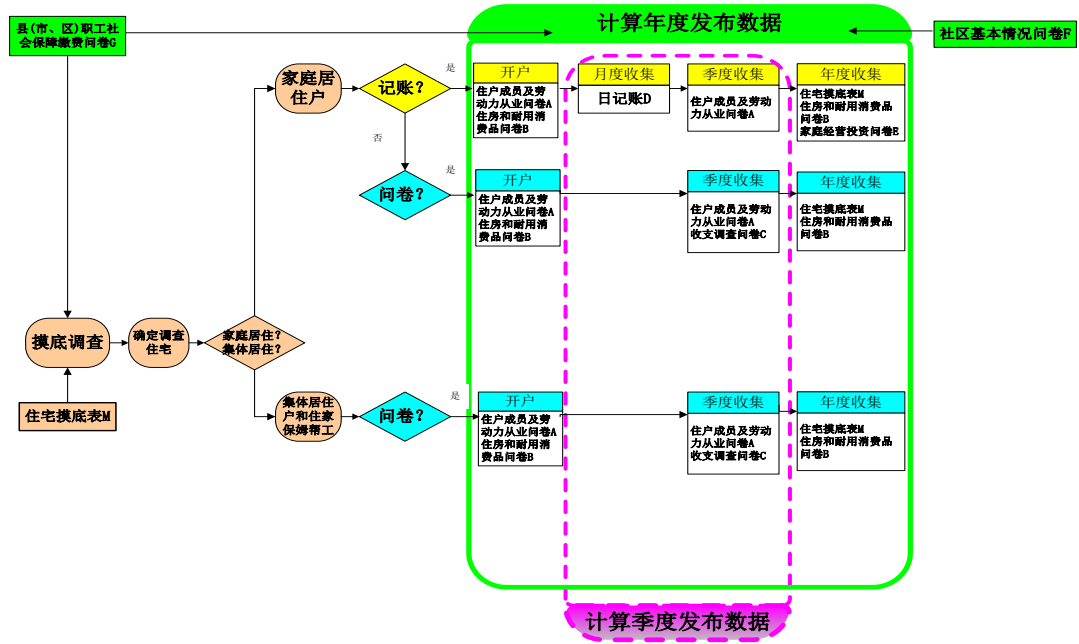 计算年度发布数据
县(市、区)职工社
会保障缴费问卷G
社区基本情况问卷F
家庭居
住户
记账？
是
开户
住户成员及劳
动力从业问卷A
住房和耐用消
费品问卷B
月度收集
日记账D
季度收集
住户成员及劳动
力从业问卷A
年度收集
住宅摸底表M
住房和耐用消费品
问卷B
家庭经营投资问卷E
否
问卷？
是
开户
住户成员及劳
动力从业问卷A
住房和耐用消
费品问卷B
季度收集
住户成员及劳动
力从业问卷A
收支调查问卷C
年度收集
住宅摸底表M
住房和耐用消费品
问卷B
摸底调查
确定调查
住宅
家庭居住？
集体居住？
住宅摸底表M
集体居住
户和住家
保姆帮工
问卷？
是
开户
住户成员及劳
动力从业问卷A
住房和耐用消费
品问卷B
季度收集
住户成员及劳动
力从业问卷A
收支调查问卷C
年度收集
住宅摸底表M
住房和耐用消费品
问卷B
计算季度发布数据